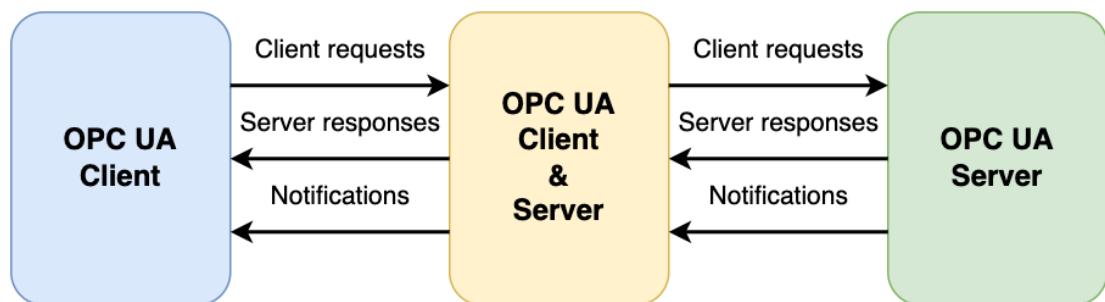 Client requests
Client requests
OPC UA
Client
Server responses
Notifications
OPC UA
Client
&
Server
Server responses
Notifications
OPC UA
Server